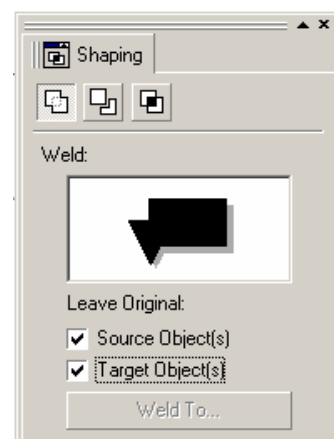 Shaping
Weld:
Leave Original:
Source Object(s)
Target Object(s)
Weld To...